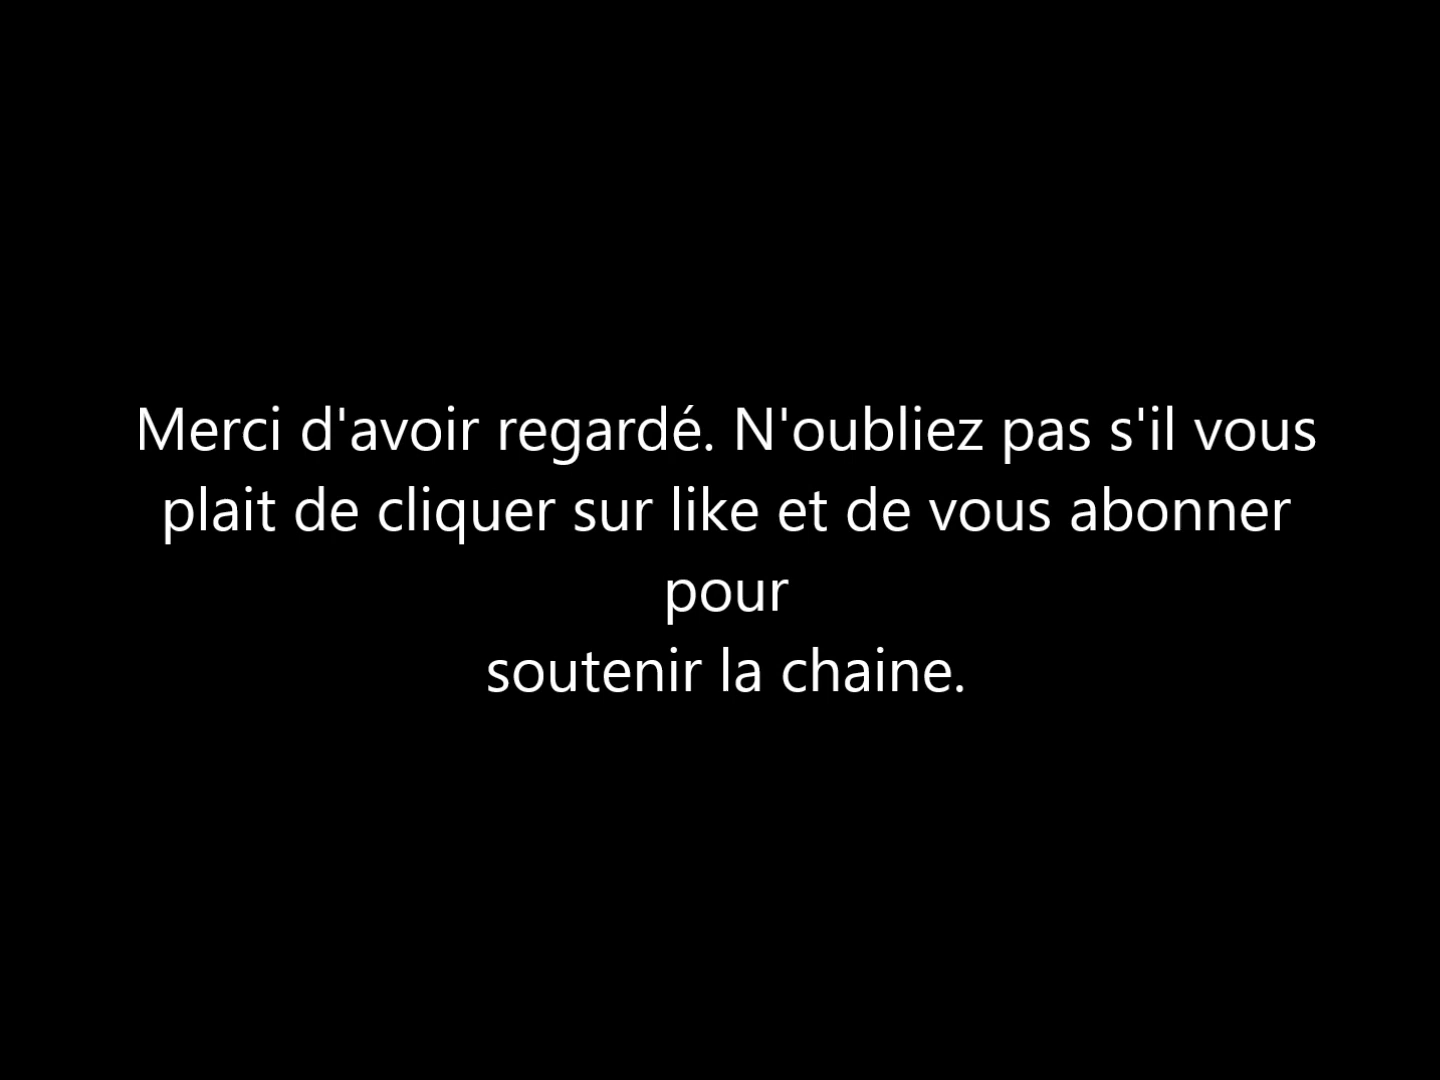 Merci d'avoir regardé. N'oubliez pas s'il vous
plait de cliquer sur like et de vous abonner
pour
soutenir la chaine.